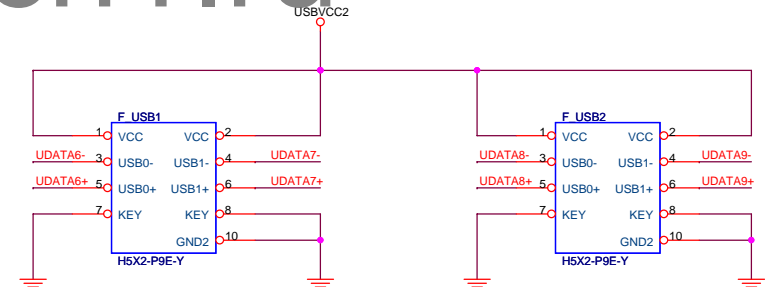 USBVCC2
F_USB1
1 VCC VCC 2
UDATA6- 3 USB0- USB1- 4 UDATA7-
UDATA6+ 5 USB0+ USB1+ 6 UDATA7+
7 KEY KEY 8
GND2 10
H5X2-P9E-Y
F_USB2
1 VCC VCC 2
UDATA8- 3 USB0- USB1- 4 UDATA9-
UDATA8+ 5 USB0+ USB1+ 6 UDATA9+
7 KEY KEY 8
GND2 10
H5X2-P9E-Y